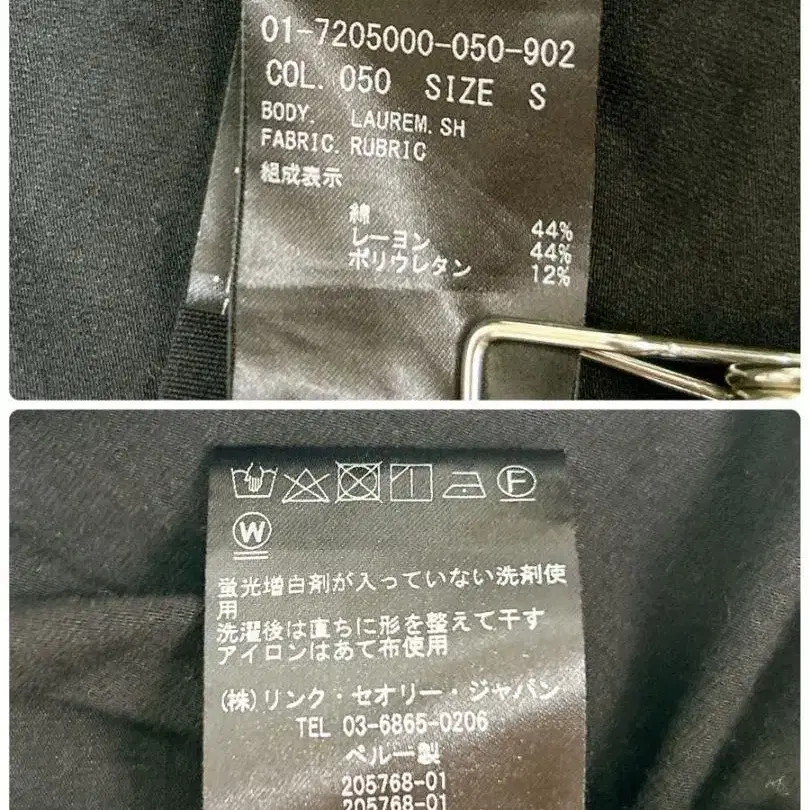 01-7205000-050-902
COL. 050 SIZE S
BODY. LAUREM. SH
FABRIC. RUBRIC
組成表示
綿 44%
レーヨン 44%
ポリウレタン 12%
F
W
蛍光増白剤が入っていない洗剤使
用
洗濯後は直ちに形を整えて干す
アイロンはあて布使用
(株)リンク・セオリー・ジャパン
TEL 03-6865-0206
ペルー製
205768-01
205768-01